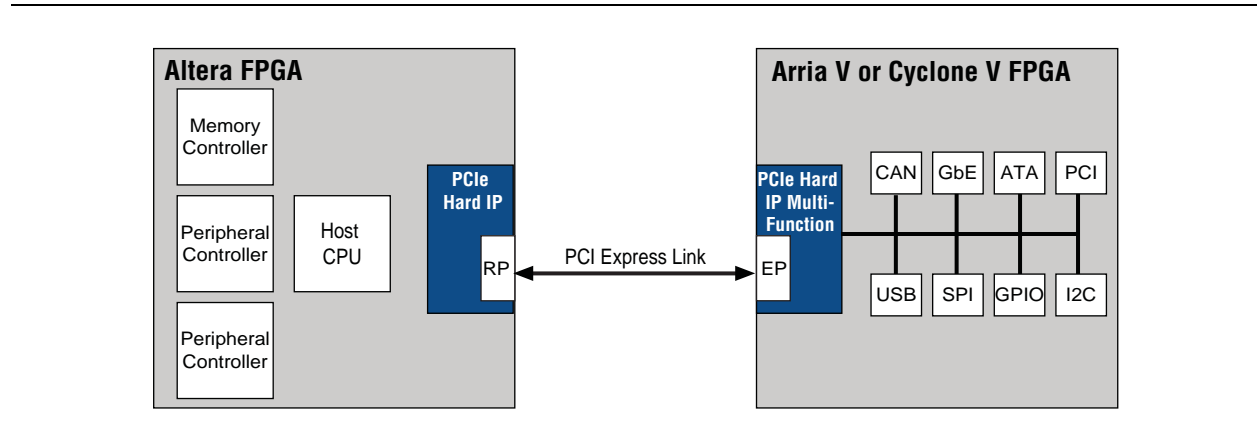 Altera FPGA
Memory
Controller
Peripheral
Controller
Host
CPU
Peripheral
Controller
PCIe
Hard IP
RP
PCI Express Link
Arria V or Cyclone V FPGA
PCIe Hard
IP Multi-
Function
EP
CAN
GbE
ATA
PCI
USB
SPI
GPIO
I2C